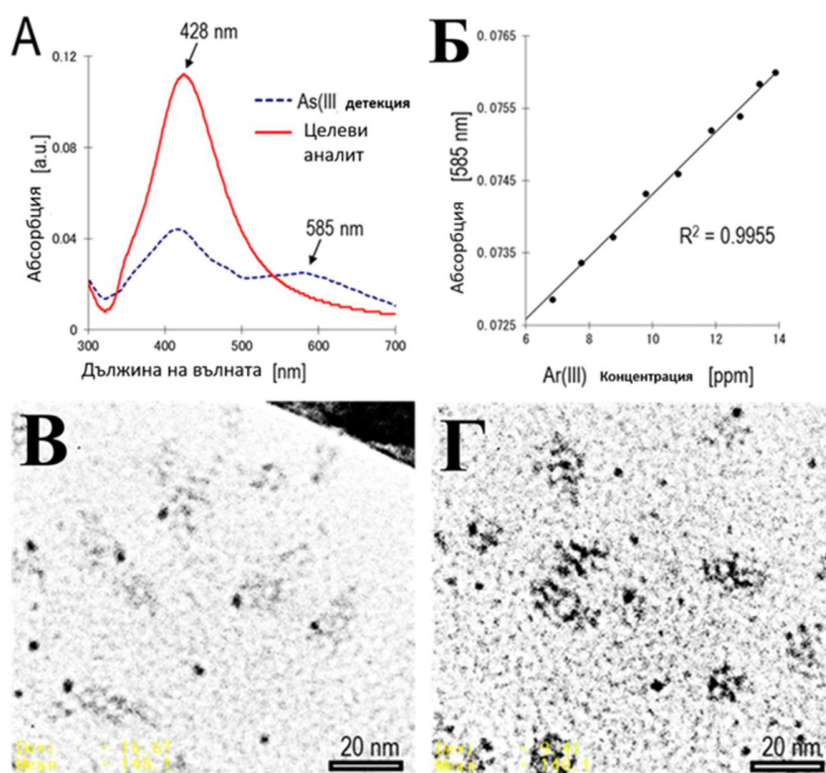 А
428 nm
0.12
0.08
0.04
0
As(III детекция
Целеви
аналит
585 nm
Абсорбция [a.u.]
300 400 500 600 700
Дължина на вълната [nm]
Б
0.0765
0.0755
0.0745
0.0735
0.0725
Абсорбция [585 nm]
R² = 0.9955
6 8 10 12 14
Ar(III) Концентрация [ppm]
В
20 nm
Г
20 nm